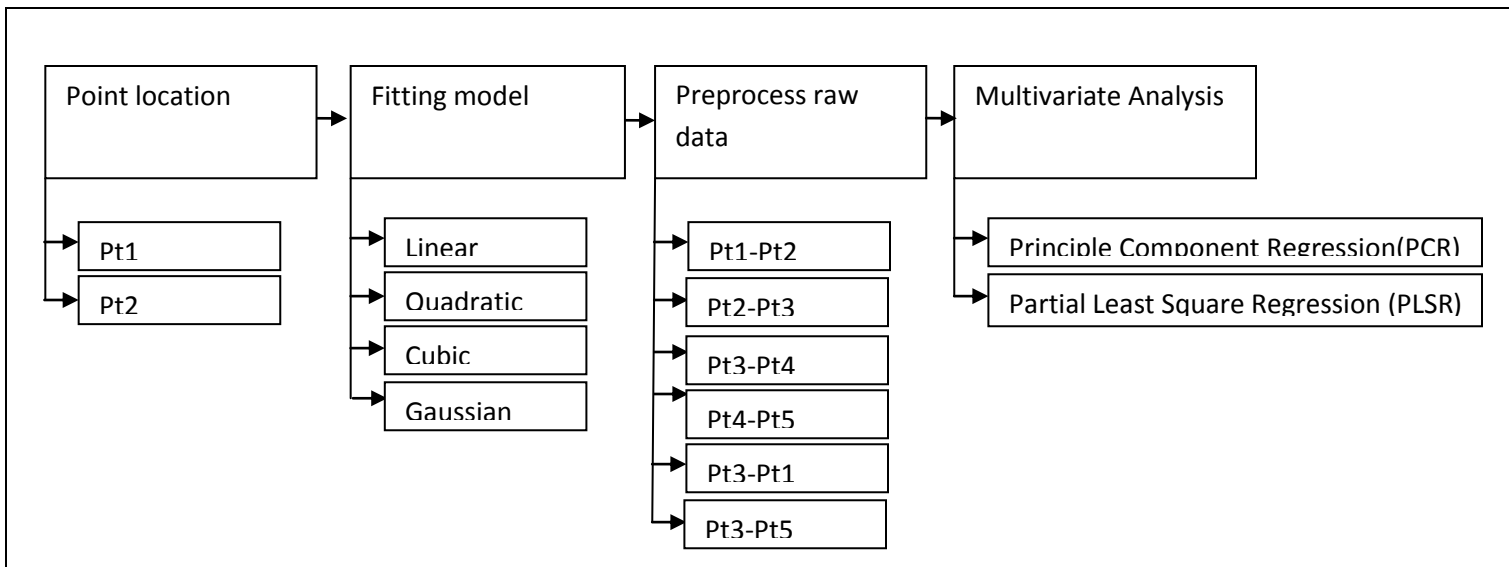 Point location
Pt1
Pt2
Fitting model
Linear
Quadratic
Cubic
Gaussian
Preprocess raw
data
Pt1-Pt2
Pt2-Pt3
Pt3-Pt4
Pt4-Pt5
Pt3-Pt1
Pt3-Pt5
Multivariate Analysis
Principle Component Regression(PCR)
Partial Least Square Regression (PLSR)